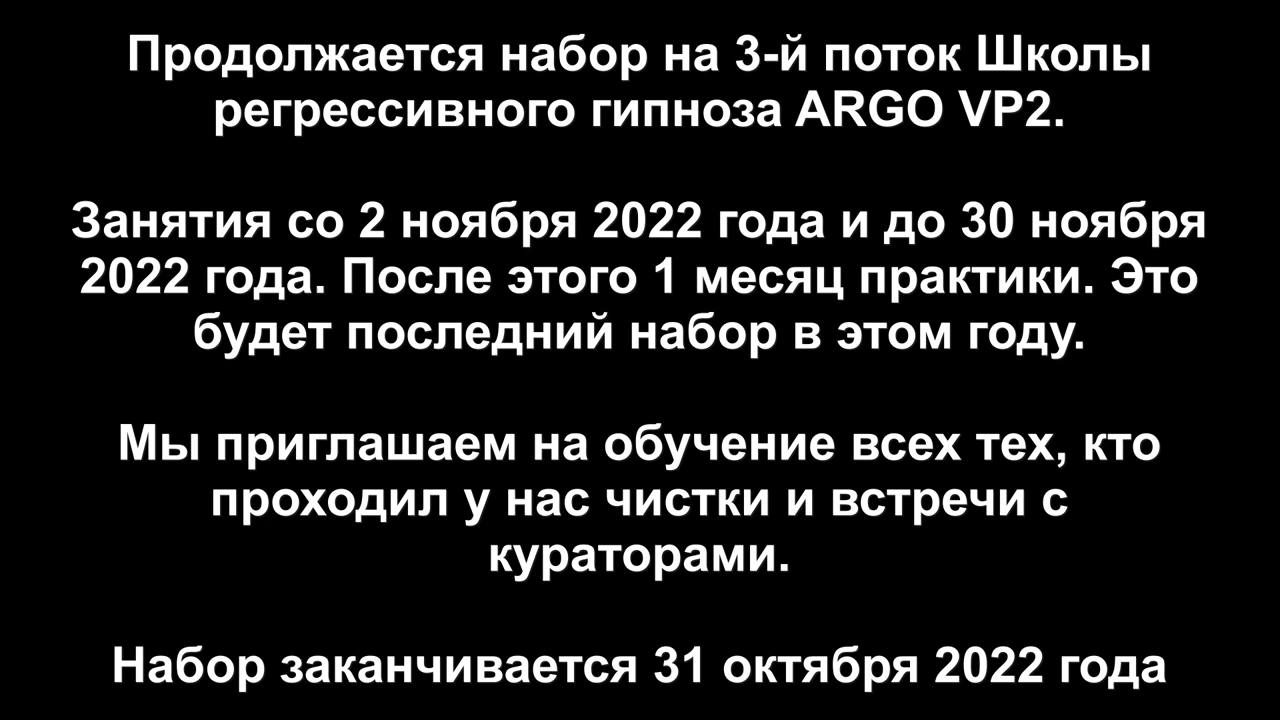 Продолжается набор на 3-й поток Школы
регрессивного гипноза ARGO VP2.
Занятия со 2 ноября 2022 года и до 30 ноября
2022 года. После этого 1 месяц практики. Это
будет последний набор в этом году.
Мы приглашаем на обучение всех тех, кто
проходил у нас чистки и встречи с
кураторами.
Набор заканчивается 31 октября 2022 года